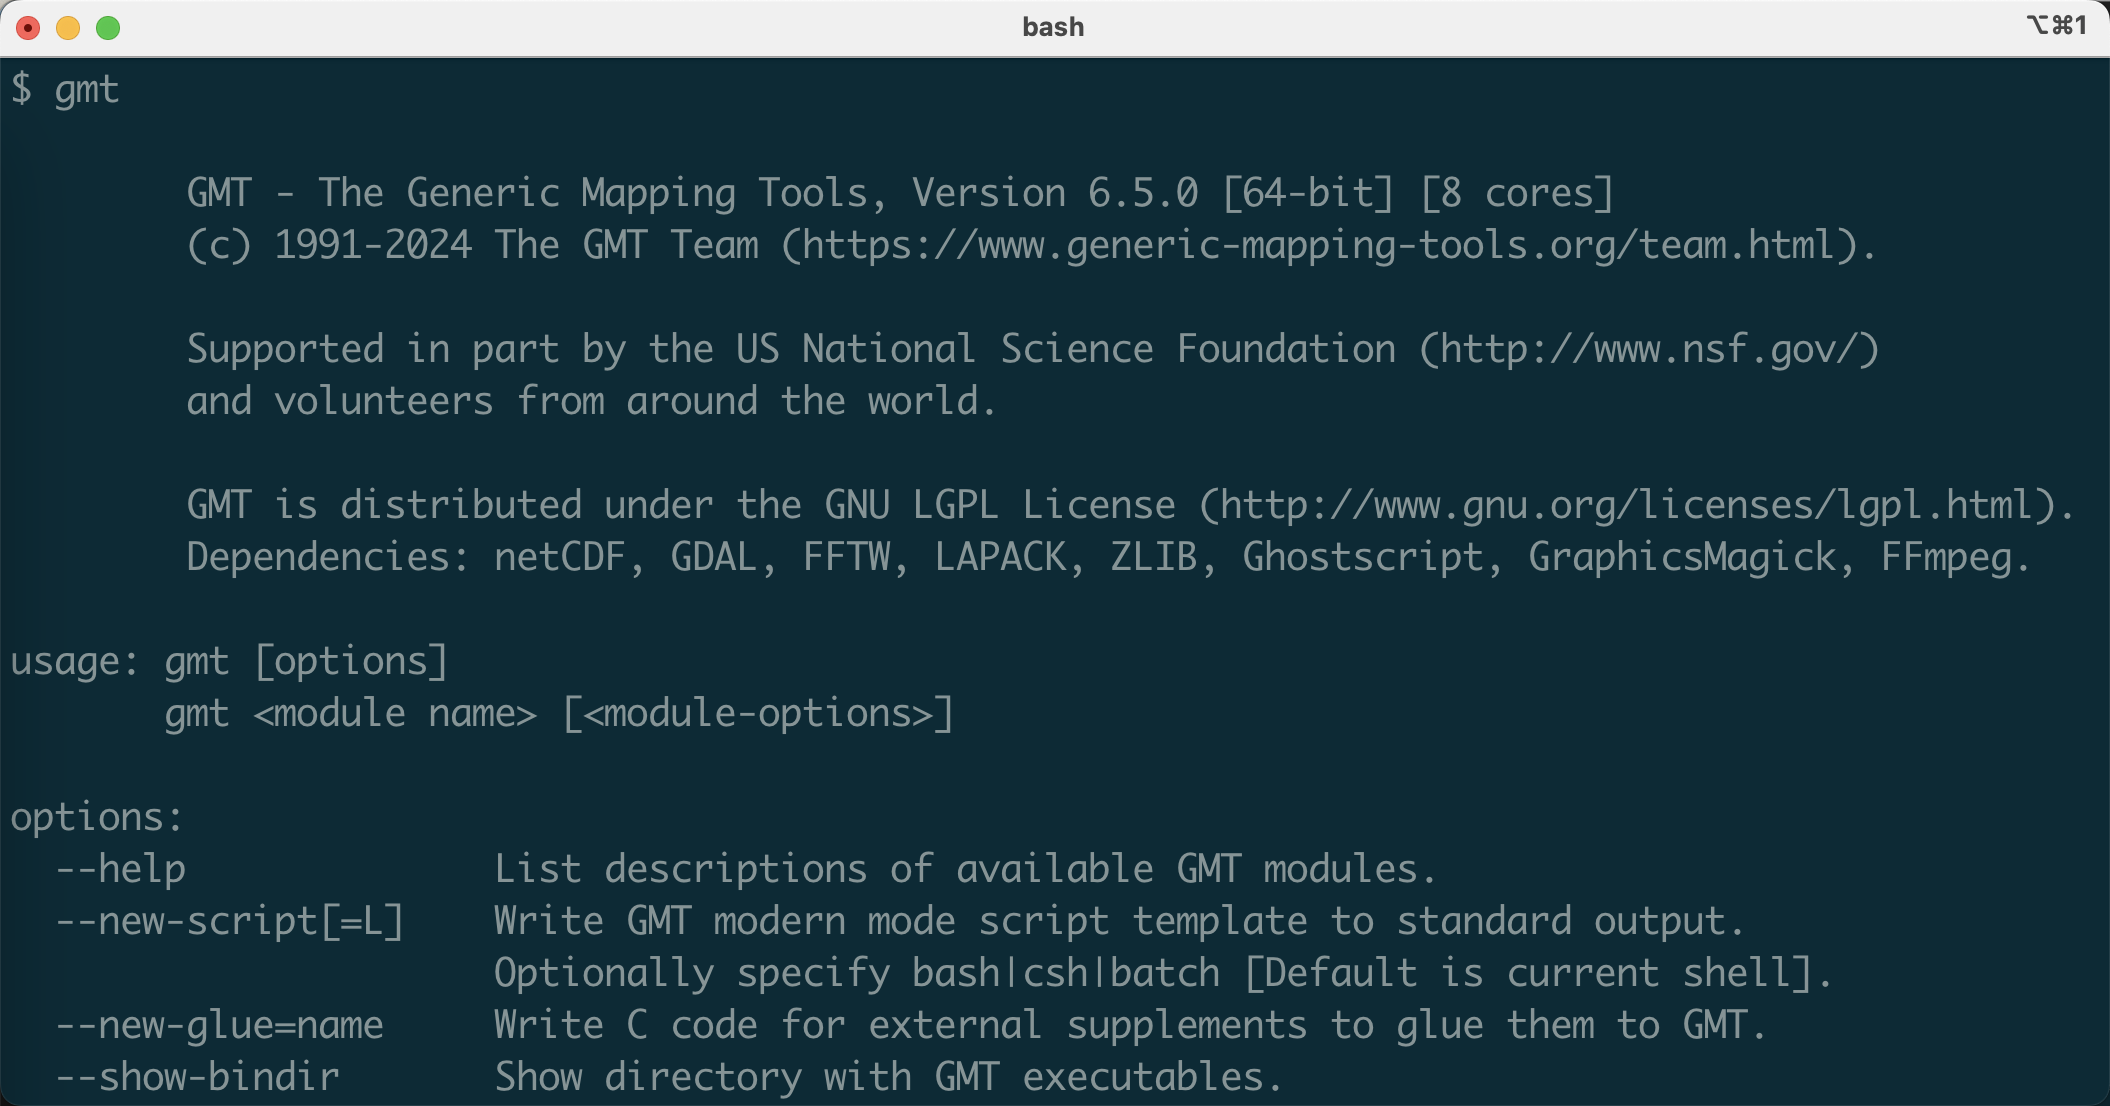 bash ⌥⌘1
$ gmt
GMT - The Generic Mapping Tools, Version 6.5.0 [64-bit] [8 cores]
(c) 1991-2024 The GMT Team (https://www.generic-mapping-tools.org/team.html).
Supported in part by the US National Science Foundation (http://www.nsf.gov/)
and volunteers from around the world.
GMT is distributed under the GNU LGPL License (http://www.gnu.org/licenses/lgpl.html).
Dependencies: netCDF, GDAL, FFTW, LAPACK, ZLIB, Ghostscript, GraphicsMagick, FFmpeg.
usage: gmt [options]
gmt <module name> [<module-options>]
options:
--help List descriptions of available GMT modules.
--new-script[=L] Write GMT modern mode script template to standard output.
Optionally specify bash|csh|batch [Default is current shell].
--new-glue=name Write C code for external supplements to glue them to GMT.
--show-bindir Show directory with GMT executables.